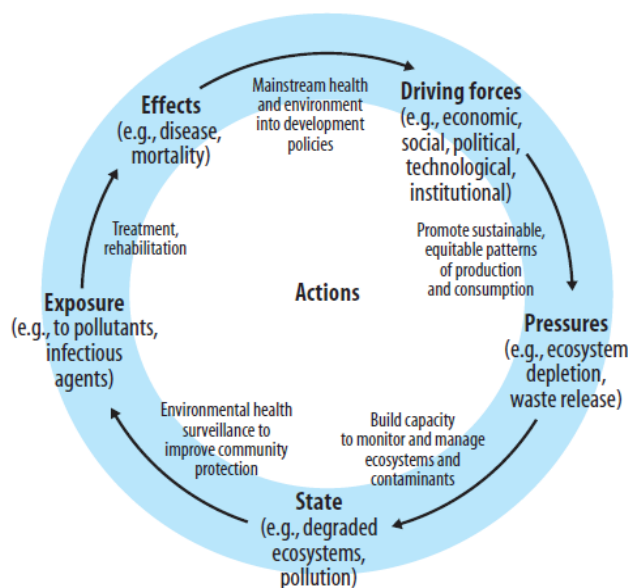 Mainstream health
and environment
into development
policies
Driving forces
(e.g., economic,
social, political,
technological,
institutional)
Promote sustainable,
equitable patterns
of production
and consumption
Pressures
(e.g., ecosystem
depletion,
waste release)
Build capacity
to monitor and manage
ecosystems and
contaminants
State
(e.g., degraded
ecosystems,
pollution)
Environmental health
surveillance to
improve community
protection
Exposure
(e.g., to pollutants,
infectious
agents)
Treatment,
rehabilitation
Effects
(e.g., disease,
mortality)
Actions